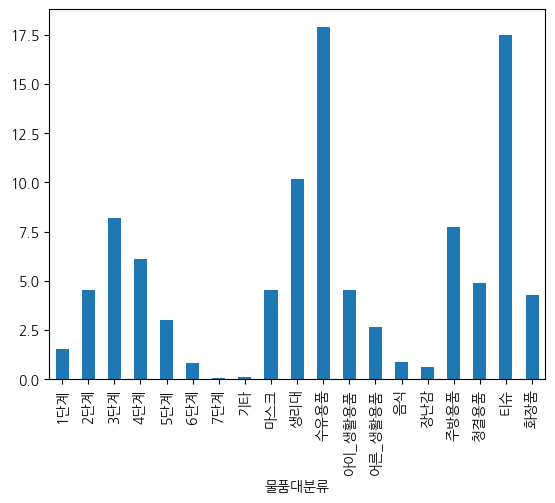 17.5
15.0
12.5
10.0
7.5
5.0
2.5
0.0
1단계
2단계
3단계
4단계
5단계
6단계
7단계
기타
마스크
생리대
수유용품
아이_생활용품
어른_생활용품
음식
장난감
주방용품
청결용품
티슈
화장품
물품대분류